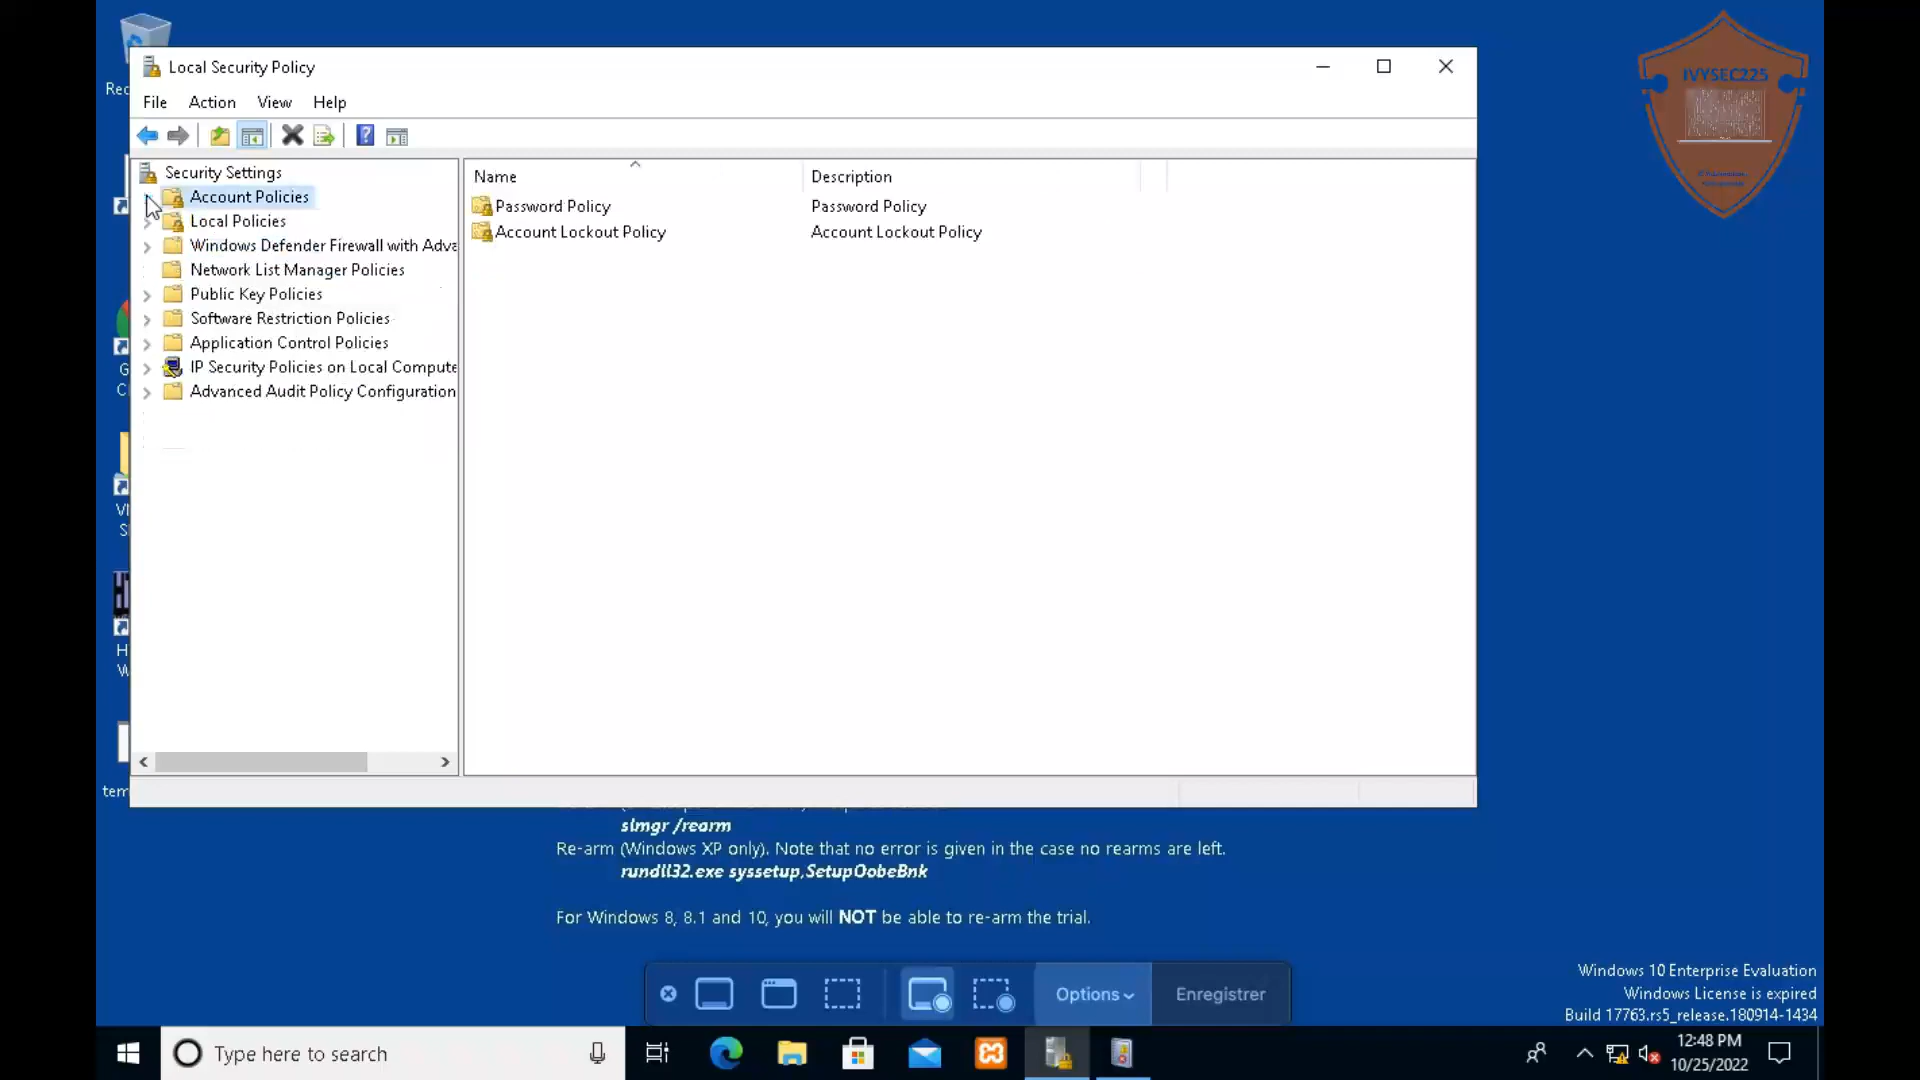 IVYSEC225
Local Security Policy
File Action View Help
Security Settings
Account Policies
Local Policies
Windows Defender Firewall with Adva
Network List Manager Policies
Public Key Policies
Software Restriction Policies
Application Control Policies
IP Security Policies on Local Compute
Advanced Audit Policy Configuration
Name Description
Password Policy Password Policy
Account Lockout Policy Account Lockout Policy
Rec
G
C
H
tem
slmgr /rearm
Re-arm (Windows XP only). Note that no error is given in the case no rearms are left.
rundll32.exe syssetup,SetupOobeBnk
For Windows 8, 8.1 and 10, you will NOT be able to re-arm the trial.
Options Enregistrer
Windows 10 Enterprise Evaluation
Windows License is expired
Build 17763.rs5_release.180914-1434
Type here to search
12:48 PM
10/25/2022